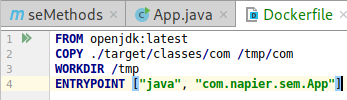 seMethods App.java Dockerfile
1 FROM openjdk:latest
2 COPY ./target/classes/com /tmp/com
3 WORKDIR /tmp
4 ENTRYPOINT ["java", "com.napier.sem.App"]